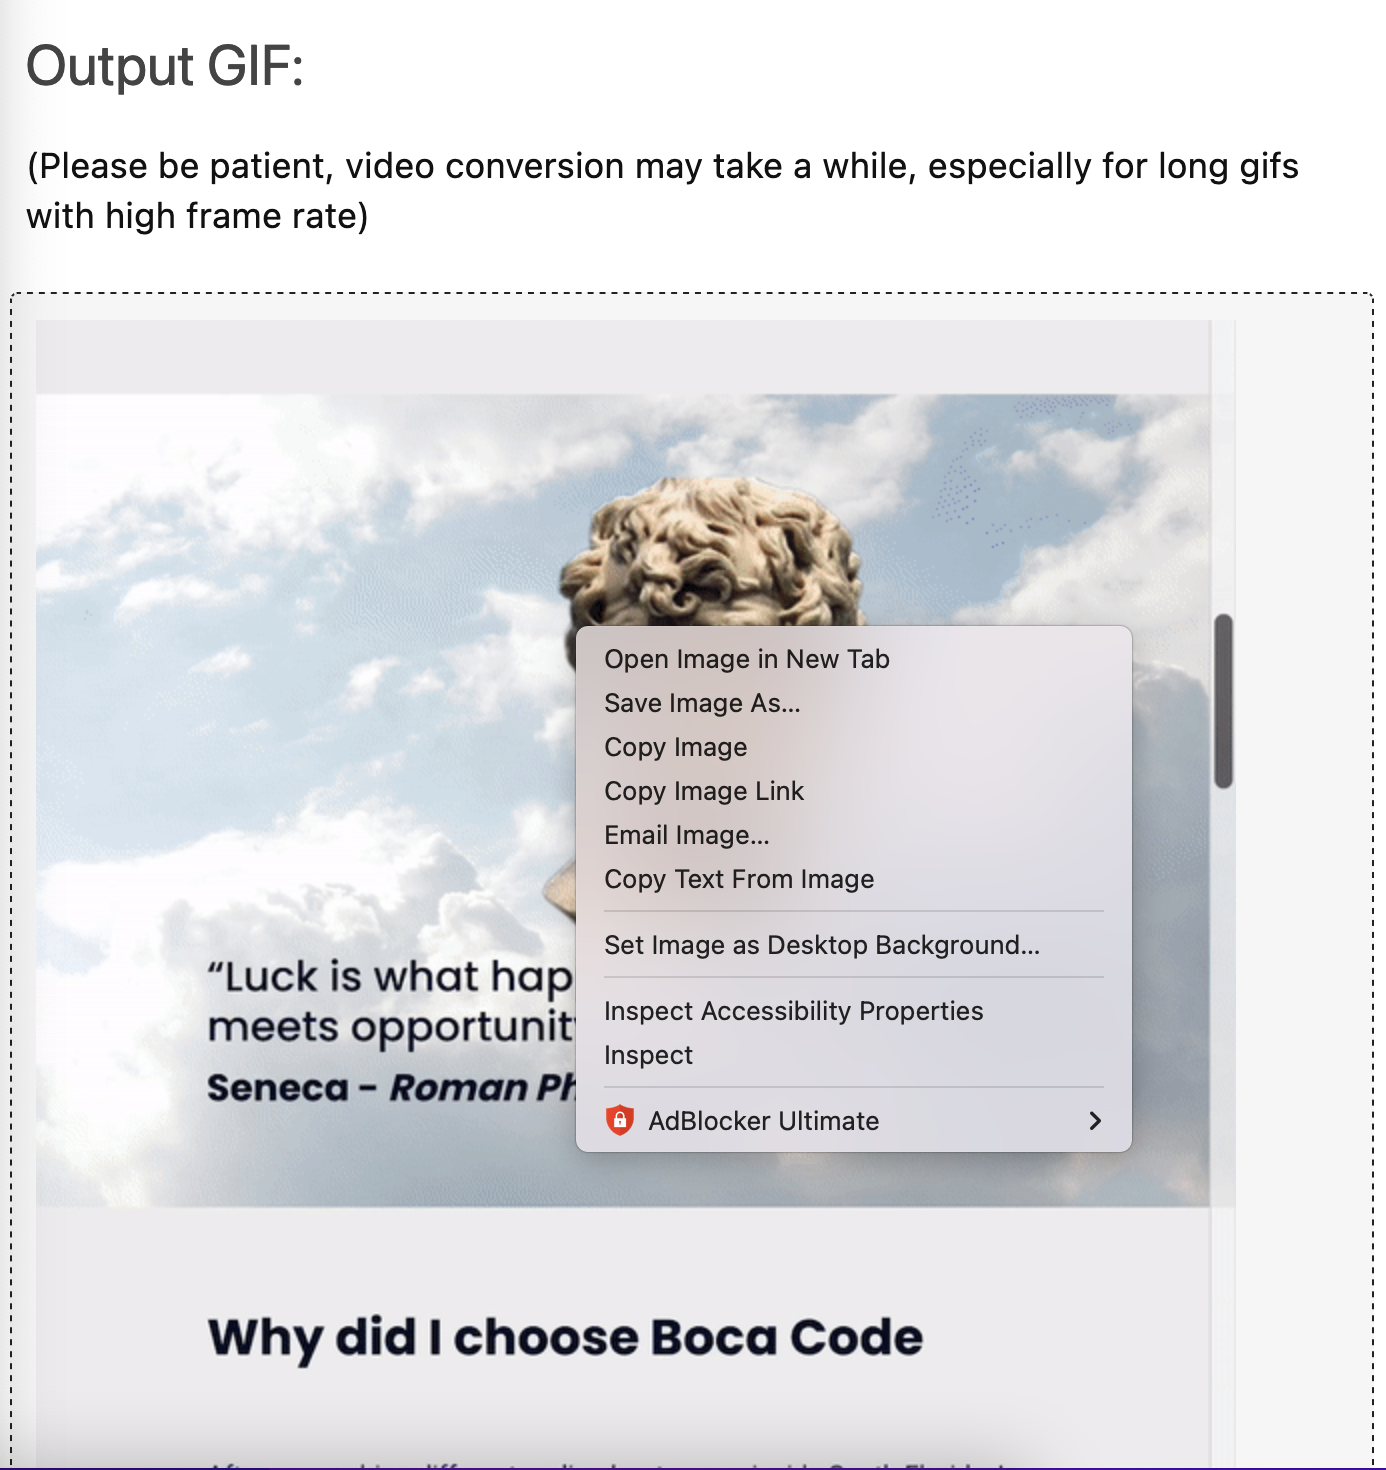 Output GIF:
(Please be patient, video conversion may take a while, especially for long gifs
with high frame rate)
Open Image in New Tab
Save Image As...
Copy Image
Copy Image Link
Email Image...
Copy Text From Image
Set Image as Desktop Background...
Inspect Accessibility Properties
Inspect
AdBlocker Ultimate
“Luck is what hap
meets opportunit
Seneca - Roman Ph
Why did I choose Boca Code